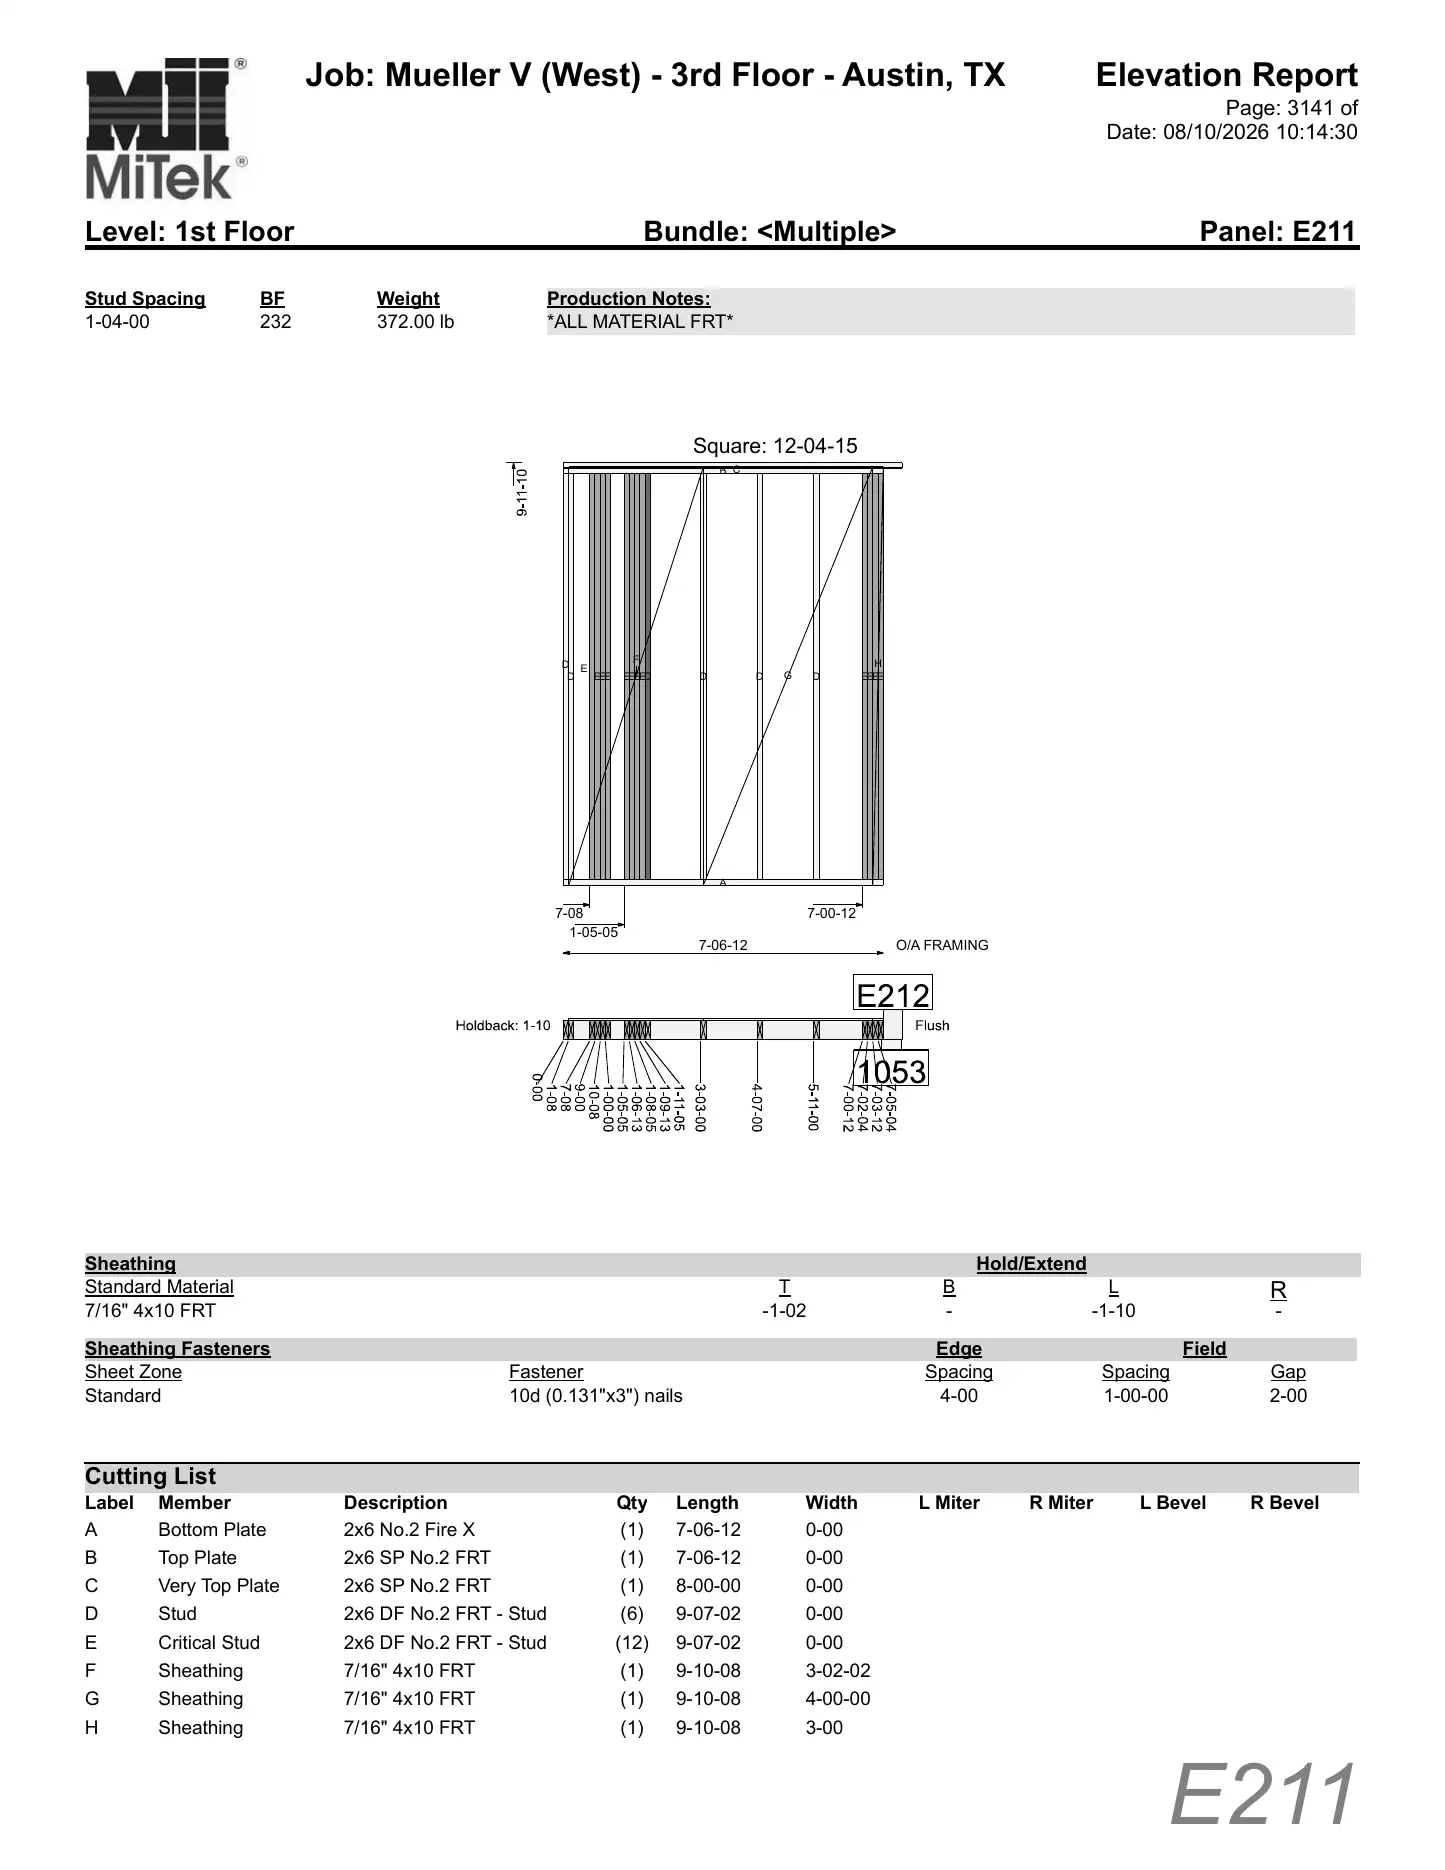 Job: Mueller V (West) - 3rd Floor - Austin, TX
Elevation Report
Page: 3141 of
Date: 08/10/2026 10:14:30
MiTek®
Level: 1st Floor Bundle: <Multiple> Panel: E211
Stud Spacing BF Weight Production Notes:
1-04-00 232 372.00 lb *ALL MATERIAL FRT*
Square: 12-04-15
9-11-10
B C
D E F H
D EEE D D G D
A
7-08 7-00-12
1-05-05
7-06-12 O/A FRAMING
E212
Holdback: 1-10 Flush
1053
0-00 1-08 7-08 9-00 10-08 1-00-00 1-05-05 1-06-13 1-08-05 1-09-13 1-11-05 3-03-00 4-07-00 5-11-00 7-00-12 7-02-04 7-03-12 7-05-04
Sheathing Hold/Extend
Standard Material T B L R
7/16" 4x10 FRT -1-02 - -1-10 -
Sheathing Fasteners Edge Field
Sheet Zone Fastener Spacing Spacing Gap
Standard 10d (0.131"x3") nails 4-00 1-00-00 2-00
Cutting List
Label Member Description Qty Length Width L Miter R Miter L Bevel R Bevel
A Bottom Plate 2x6 No.2 Fire X (1) 7-06-12 0-00
B Top Plate 2x6 SP No.2 FRT (1) 7-06-12 0-00
C Very Top Plate 2x6 SP No.2 FRT (1) 8-00-00 0-00
D Stud 2x6 DF No.2 FRT - Stud (6) 9-07-02 0-00
E Critical Stud 2x6 DF No.2 FRT - Stud (12) 9-07-02 0-00
F Sheathing 7/16" 4x10 FRT (1) 9-10-08 3-02-02
G Sheathing 7/16" 4x10 FRT (1) 9-10-08 4-00-00
H Sheathing 7/16" 4x10 FRT (1) 9-10-08 3-00
E211